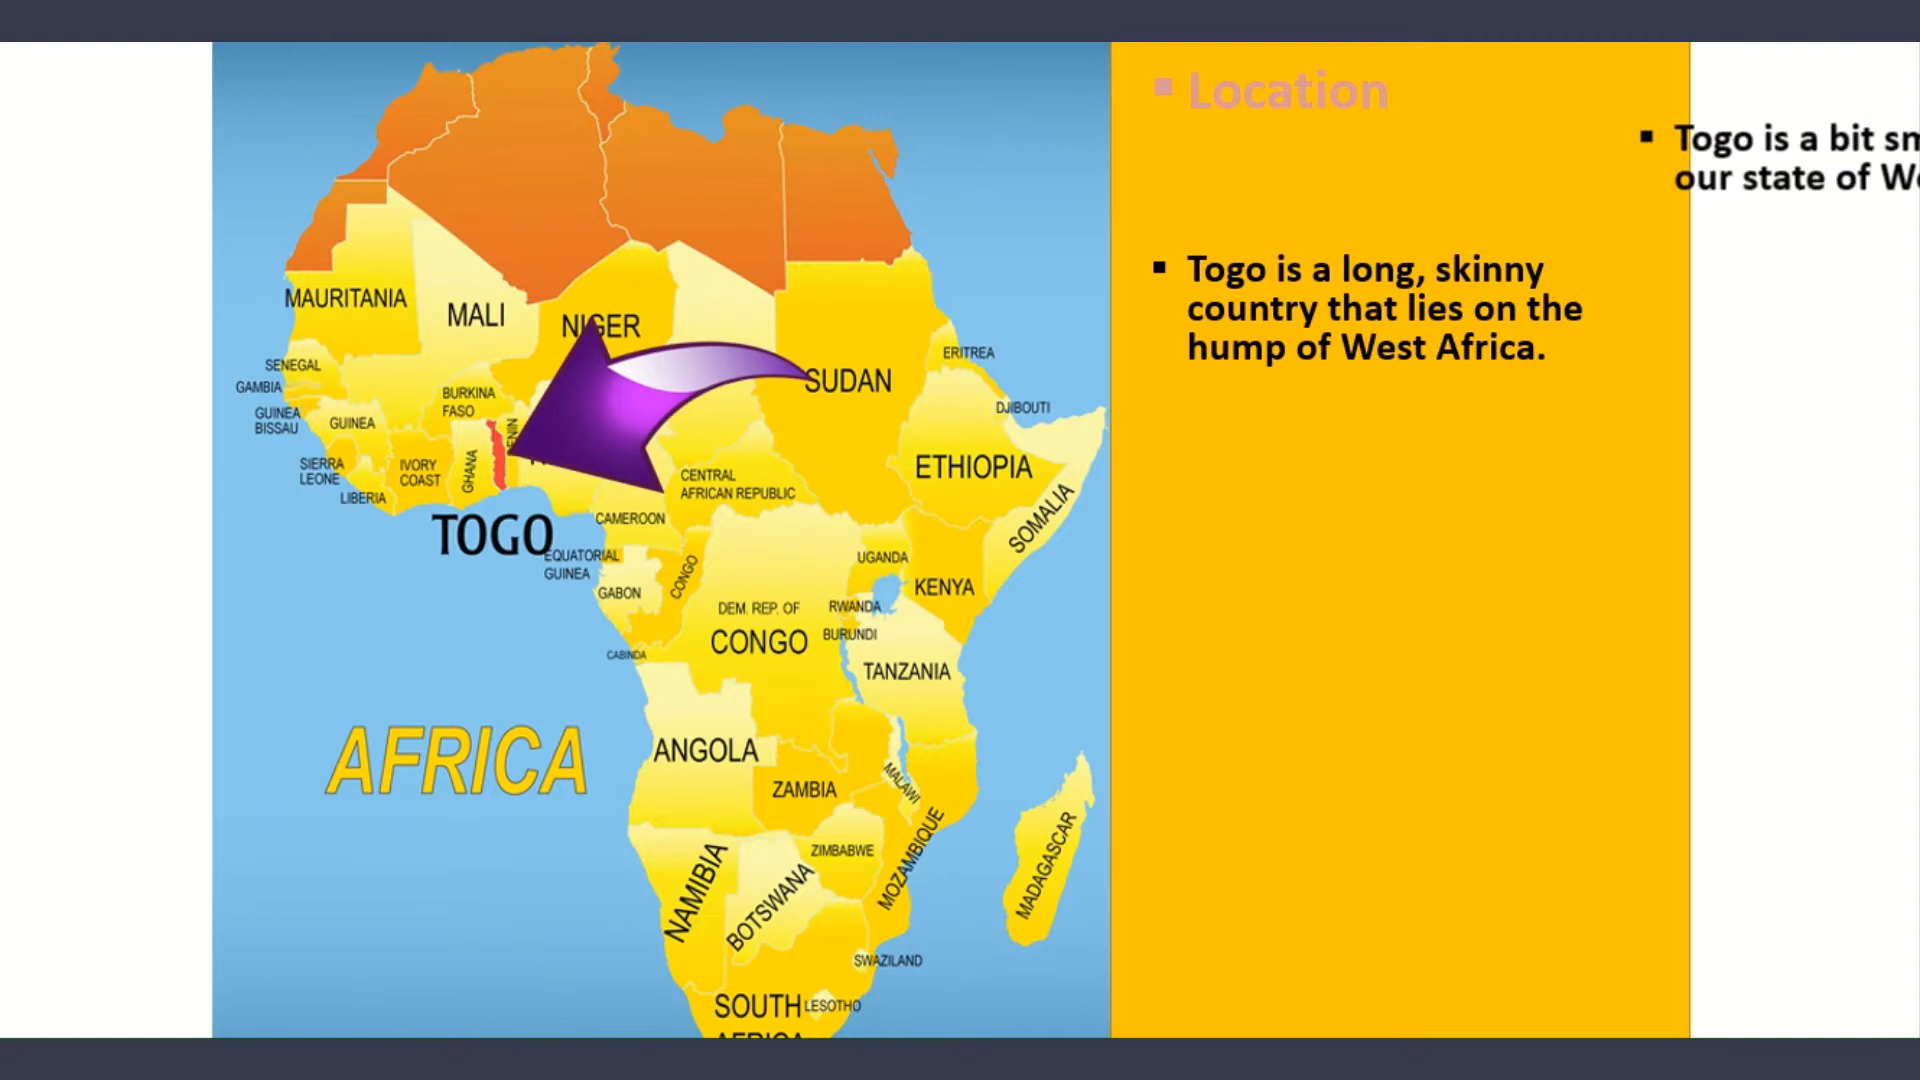 ▪ Location
▪ Togo is a bit
our state of
▪ Togo is a long, skinny
country that lies on the
hump of West Africa.
MAURITANIA
MALI
NIGER
SUDAN
ERITREA
SENEGAL
GAMBIA
BURKINA
FASO
DJIBOUTI
GUINEA
BISSAU
GUINEA
SIERRA
LEONE
IVORY
COAST
GHANA
LIBERIA
CENTRAL
AFRICAN REPUBLIC
ETHIOPIA
SOMALIA
TOGO
CAMEROON
EQUATORIAL
GUINEA
GABON
CONGO
UGANDA
KENYA
DEM. REP. OF
CONGO
RWANDA
BURUNDI
CABINDA
TANZANIA
AFRICA
ANGOLA
ZAMBIA
MALAWI
MOZAMBIQUE
ZIMBABWE
NAMIBIA
BOTSWANA
MADAGASCAR
SWAZILAND
SOUTH
AFRICA
LESOTHO